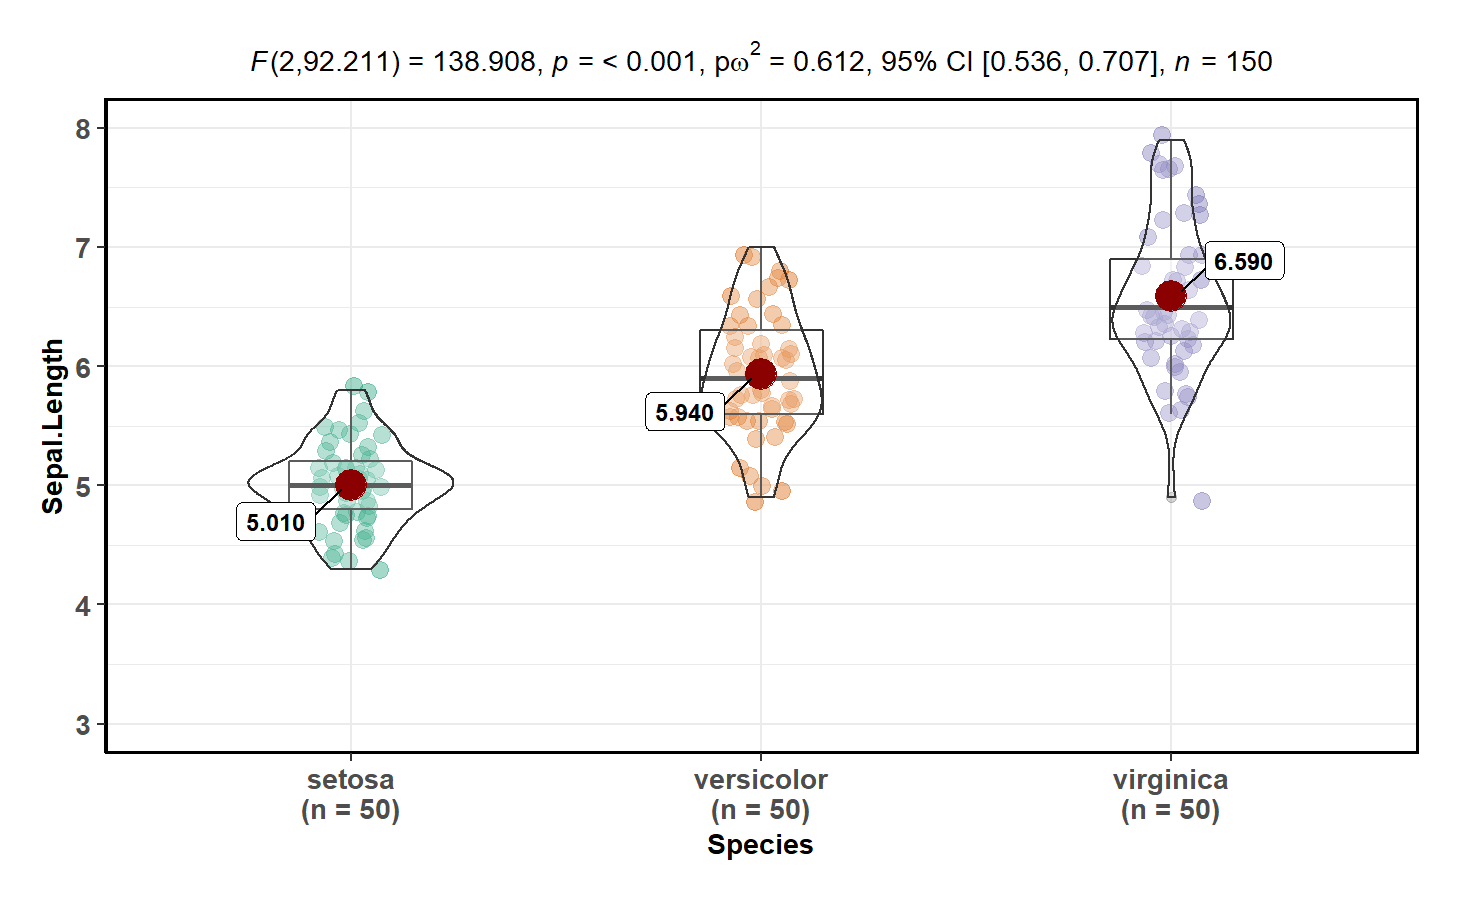 F(2,92.211) = 138.908, p = < 0.001, pω² = 0.612, 95% CI [0.536, 0.707], n = 150
Sepal.Length
8
7
6
5
4
3
5.010
5.940
6.590
setosa
(n = 50)
versicolor
(n = 50)
virginica
(n = 50)
Species